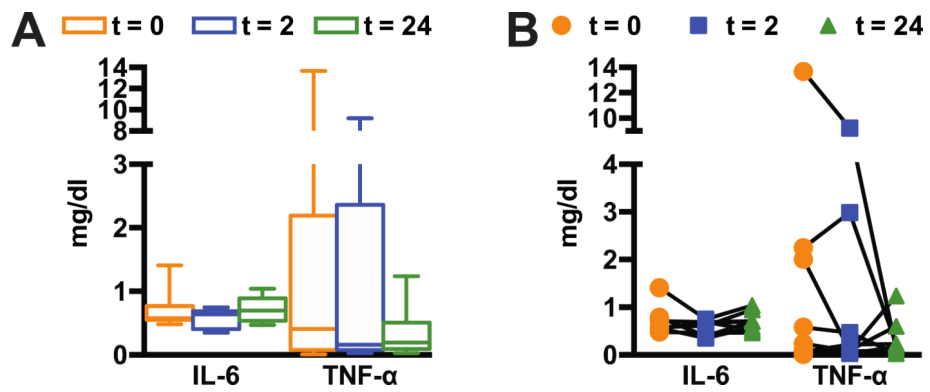 A t = 0 t = 2 t = 24
14
12
10
8
3
2
1
0
mg/dl
IL-6 TNF-α
B t = 0 t = 2 t = 24
14
12
10
4
3
2
1
0
mg/dl
IL-6 TNF-α